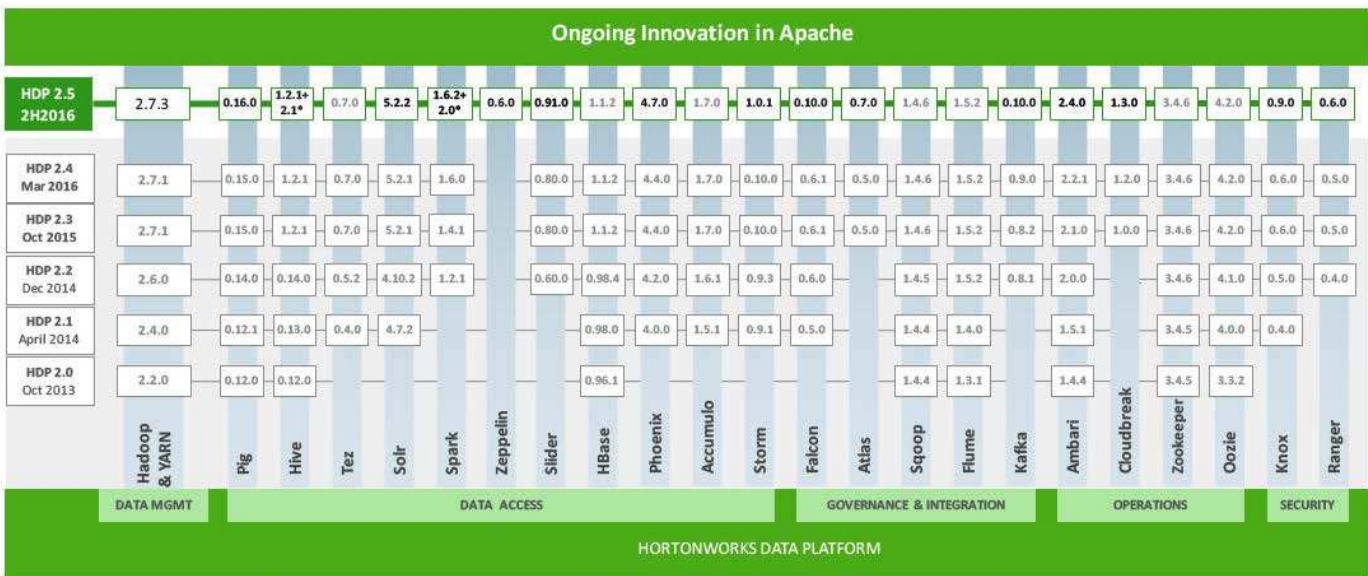 Ongoing Innovation in Apache
HDP 2.5
2H2016
2.7.3 0.16.0 1.2.1+ 2.1* 0.7.0 5.2.2 1.6.2+ 2.0* 0.6.0 0.91.0 1.1.2 4.7.0 1.7.0 1.0.1 0.10.0 0.7.0 1.4.6 1.5.2 0.10.0 2.4.0 1.3.0 3.4.6 4.2.0 0.9.0 0.6.0
HDP 2.4
Mar 2016
2.7.1 0.15.0 1.2.1 0.7.0 5.2.1 1.6.0 0.80.0 1.1.2 4.4.0 1.7.0 0.10.0 0.6.1 0.5.0 1.4.6 1.5.2 0.9.0 2.2.1 1.2.0 3.4.6 4.2.0 0.6.0 0.5.0
HDP 2.3
Oct 2015
2.7.1 0.15.0 1.2.1 0.7.0 5.2.1 1.4.1 0.80.0 1.1.2 4.4.0 1.7.0 0.10.0 0.6.1 0.5.0 1.4.6 1.5.2 0.8.2 2.1.0 1.0.0 3.4.6 4.2.0 0.6.0 0.5.0
HDP 2.2
Dec 2014
2.6.0 0.14.0 0.14.0 0.5.2 4.10.2 1.2.1 0.60.0 0.98.4 4.2.0 1.6.1 0.9.3 0.6.0 1.4.5 1.5.2 0.8.1 2.0.0 3.4.6 4.1.0 0.5.0 0.4.0
HDP 2.1
April 2014
2.4.0 0.12.1 0.13.0 0.4.0 4.7.2 0.98.0 4.0.0 1.5.1 0.9.1 0.5.0 1.4.4 1.4.0 1.5.1 3.4.5 4.0.0 0.4.0
HDP 2.0
Oct 2013
2.2.0 0.12.0 0.12.0 0.96.1 1.4.4 1.3.1 1.4.4 3.4.5 3.3.2
Hadoop & YARN
Pig
Hive
Tez
Solr
Spark
Zeppelin
Slider
HBase
Phoenix
Accumulo
Storm
Falcon
Atlas
Sqoop
Flume
Kafka
Ambari
Cloudbreak
Zookeeper
Oozie
Knox
Ranger
DATA MGMT
DATA ACCESS
GOVERNANCE & INTEGRATION
OPERATIONS
SECURITY
HORTONWORKS DATA PLATFORM